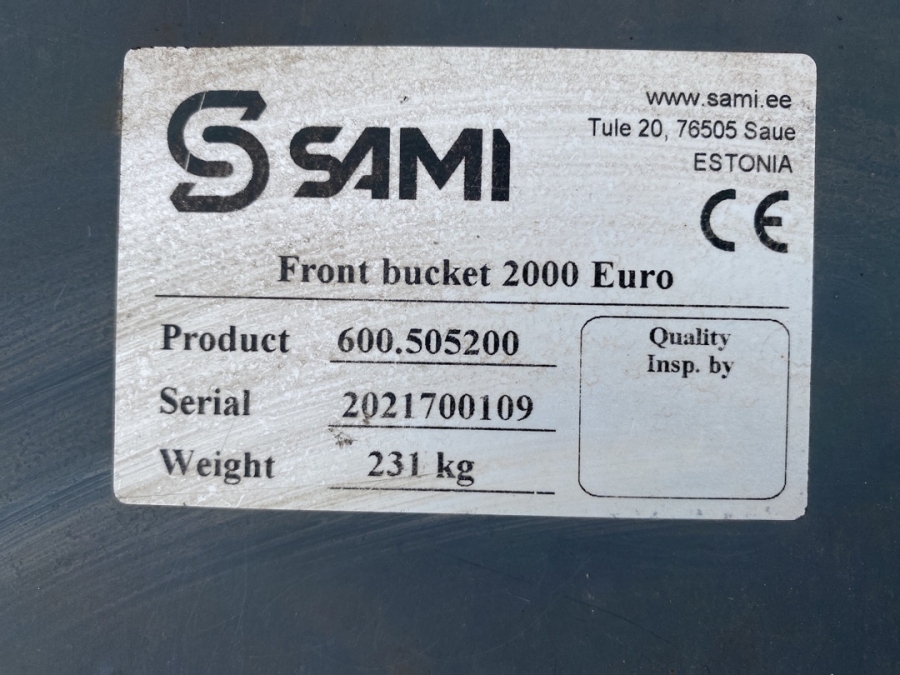 SAMI
www.sami.ee
Tule 20, 76505 Saue
ESTONIA
CE
Front bucket 2000 Euro
Product 600.505200
Serial 2021700109
Weight 231 kg
Quality
Insp. by